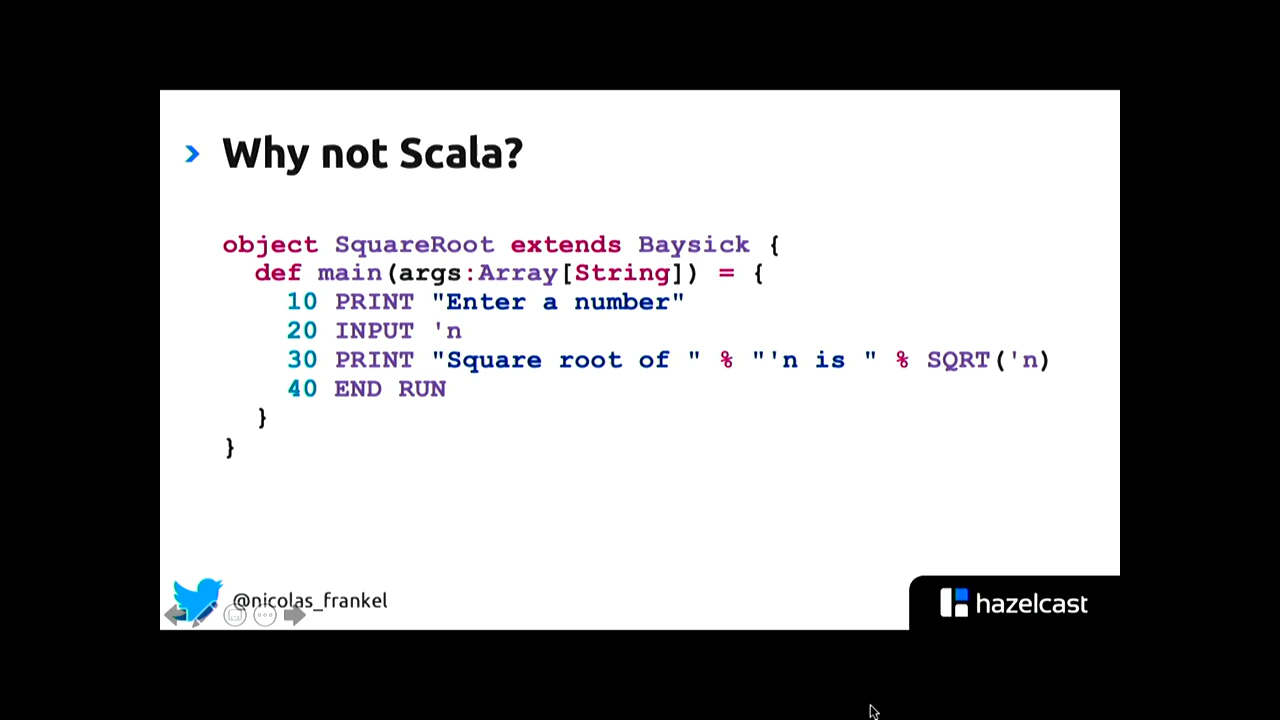 Why not Scala?
object SquareRoot extends Baysick {
  def main(args:Array[String]) = {
    10 PRINT "Enter a number"
    20 INPUT 'n
    30 PRINT "Square root of " % "'n is " % SQRT('n)
    40 END RUN
  }
}
@nicolas_frankel
hazelcast